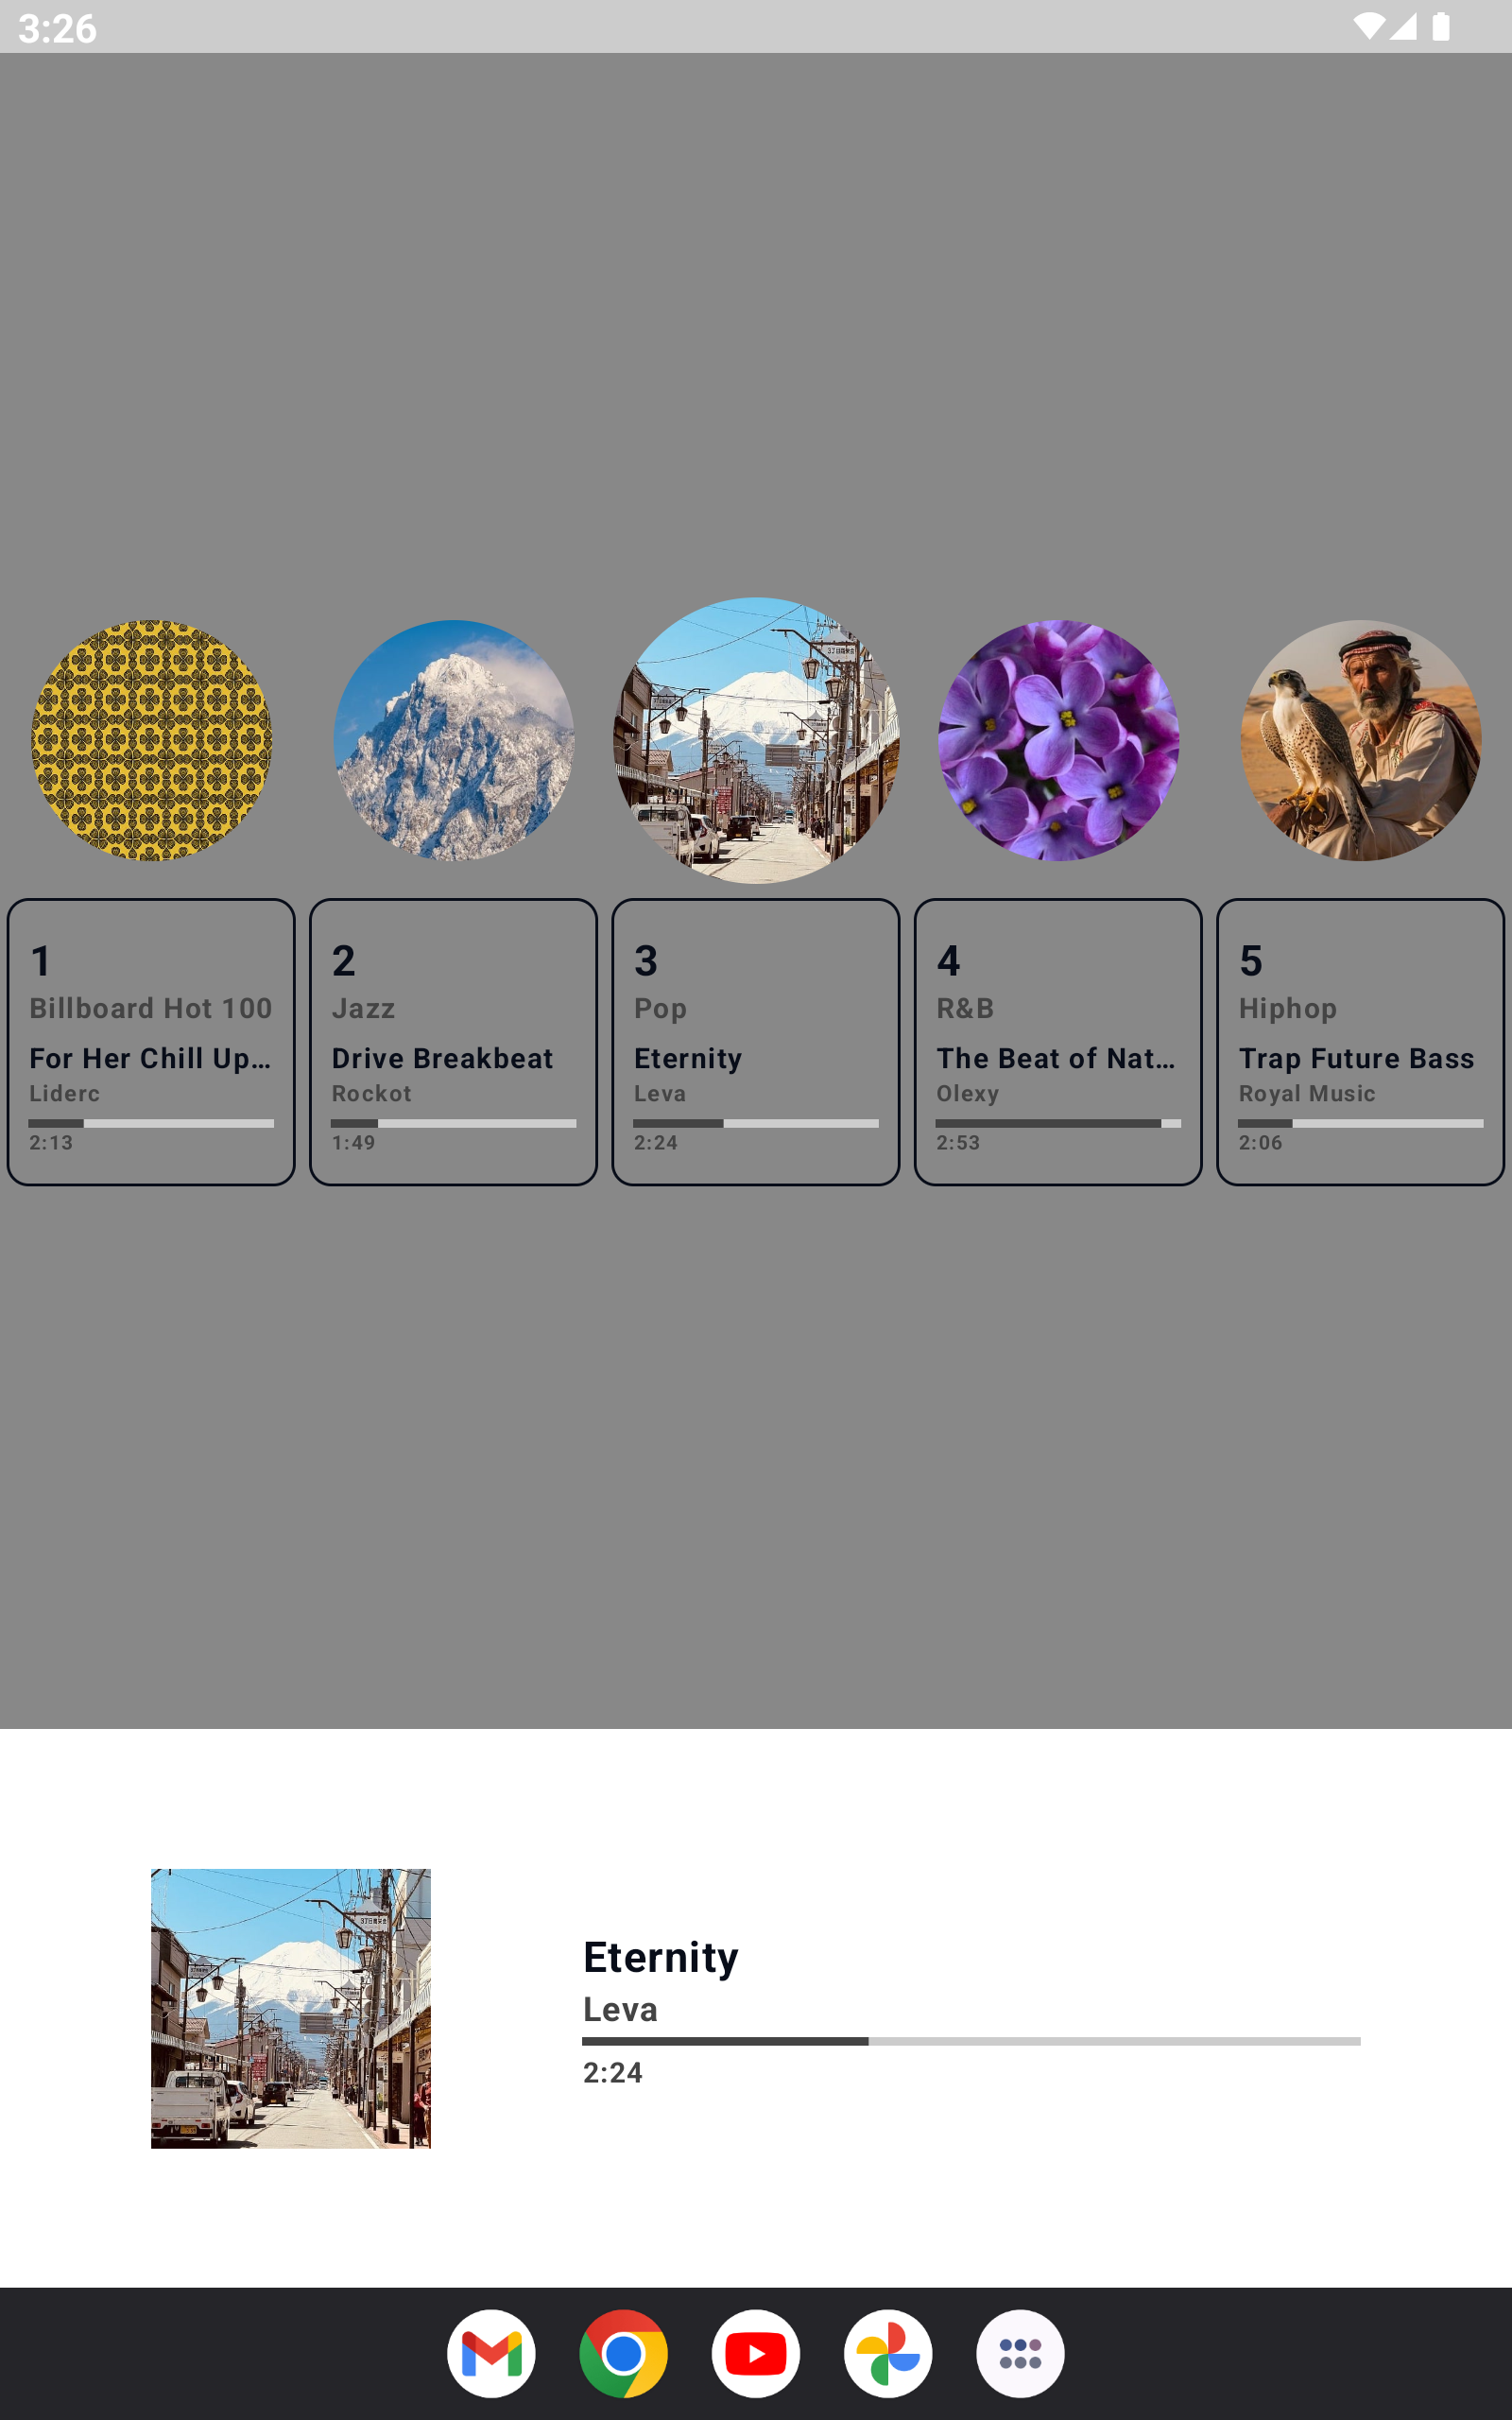 3:26
1
Billboard Hot 100
For Her Chill Up...
Liderc
2:13
2
Jazz
Drive Breakbeat
Rockot
1:49
3
Pop
Eternity
Leva
2:24
4
R&B
The Beat of Nat...
Olexy
2:53
5
Hiphop
Trap Future Bass
Royal Music
2:06
Eternity
Leva
2:24